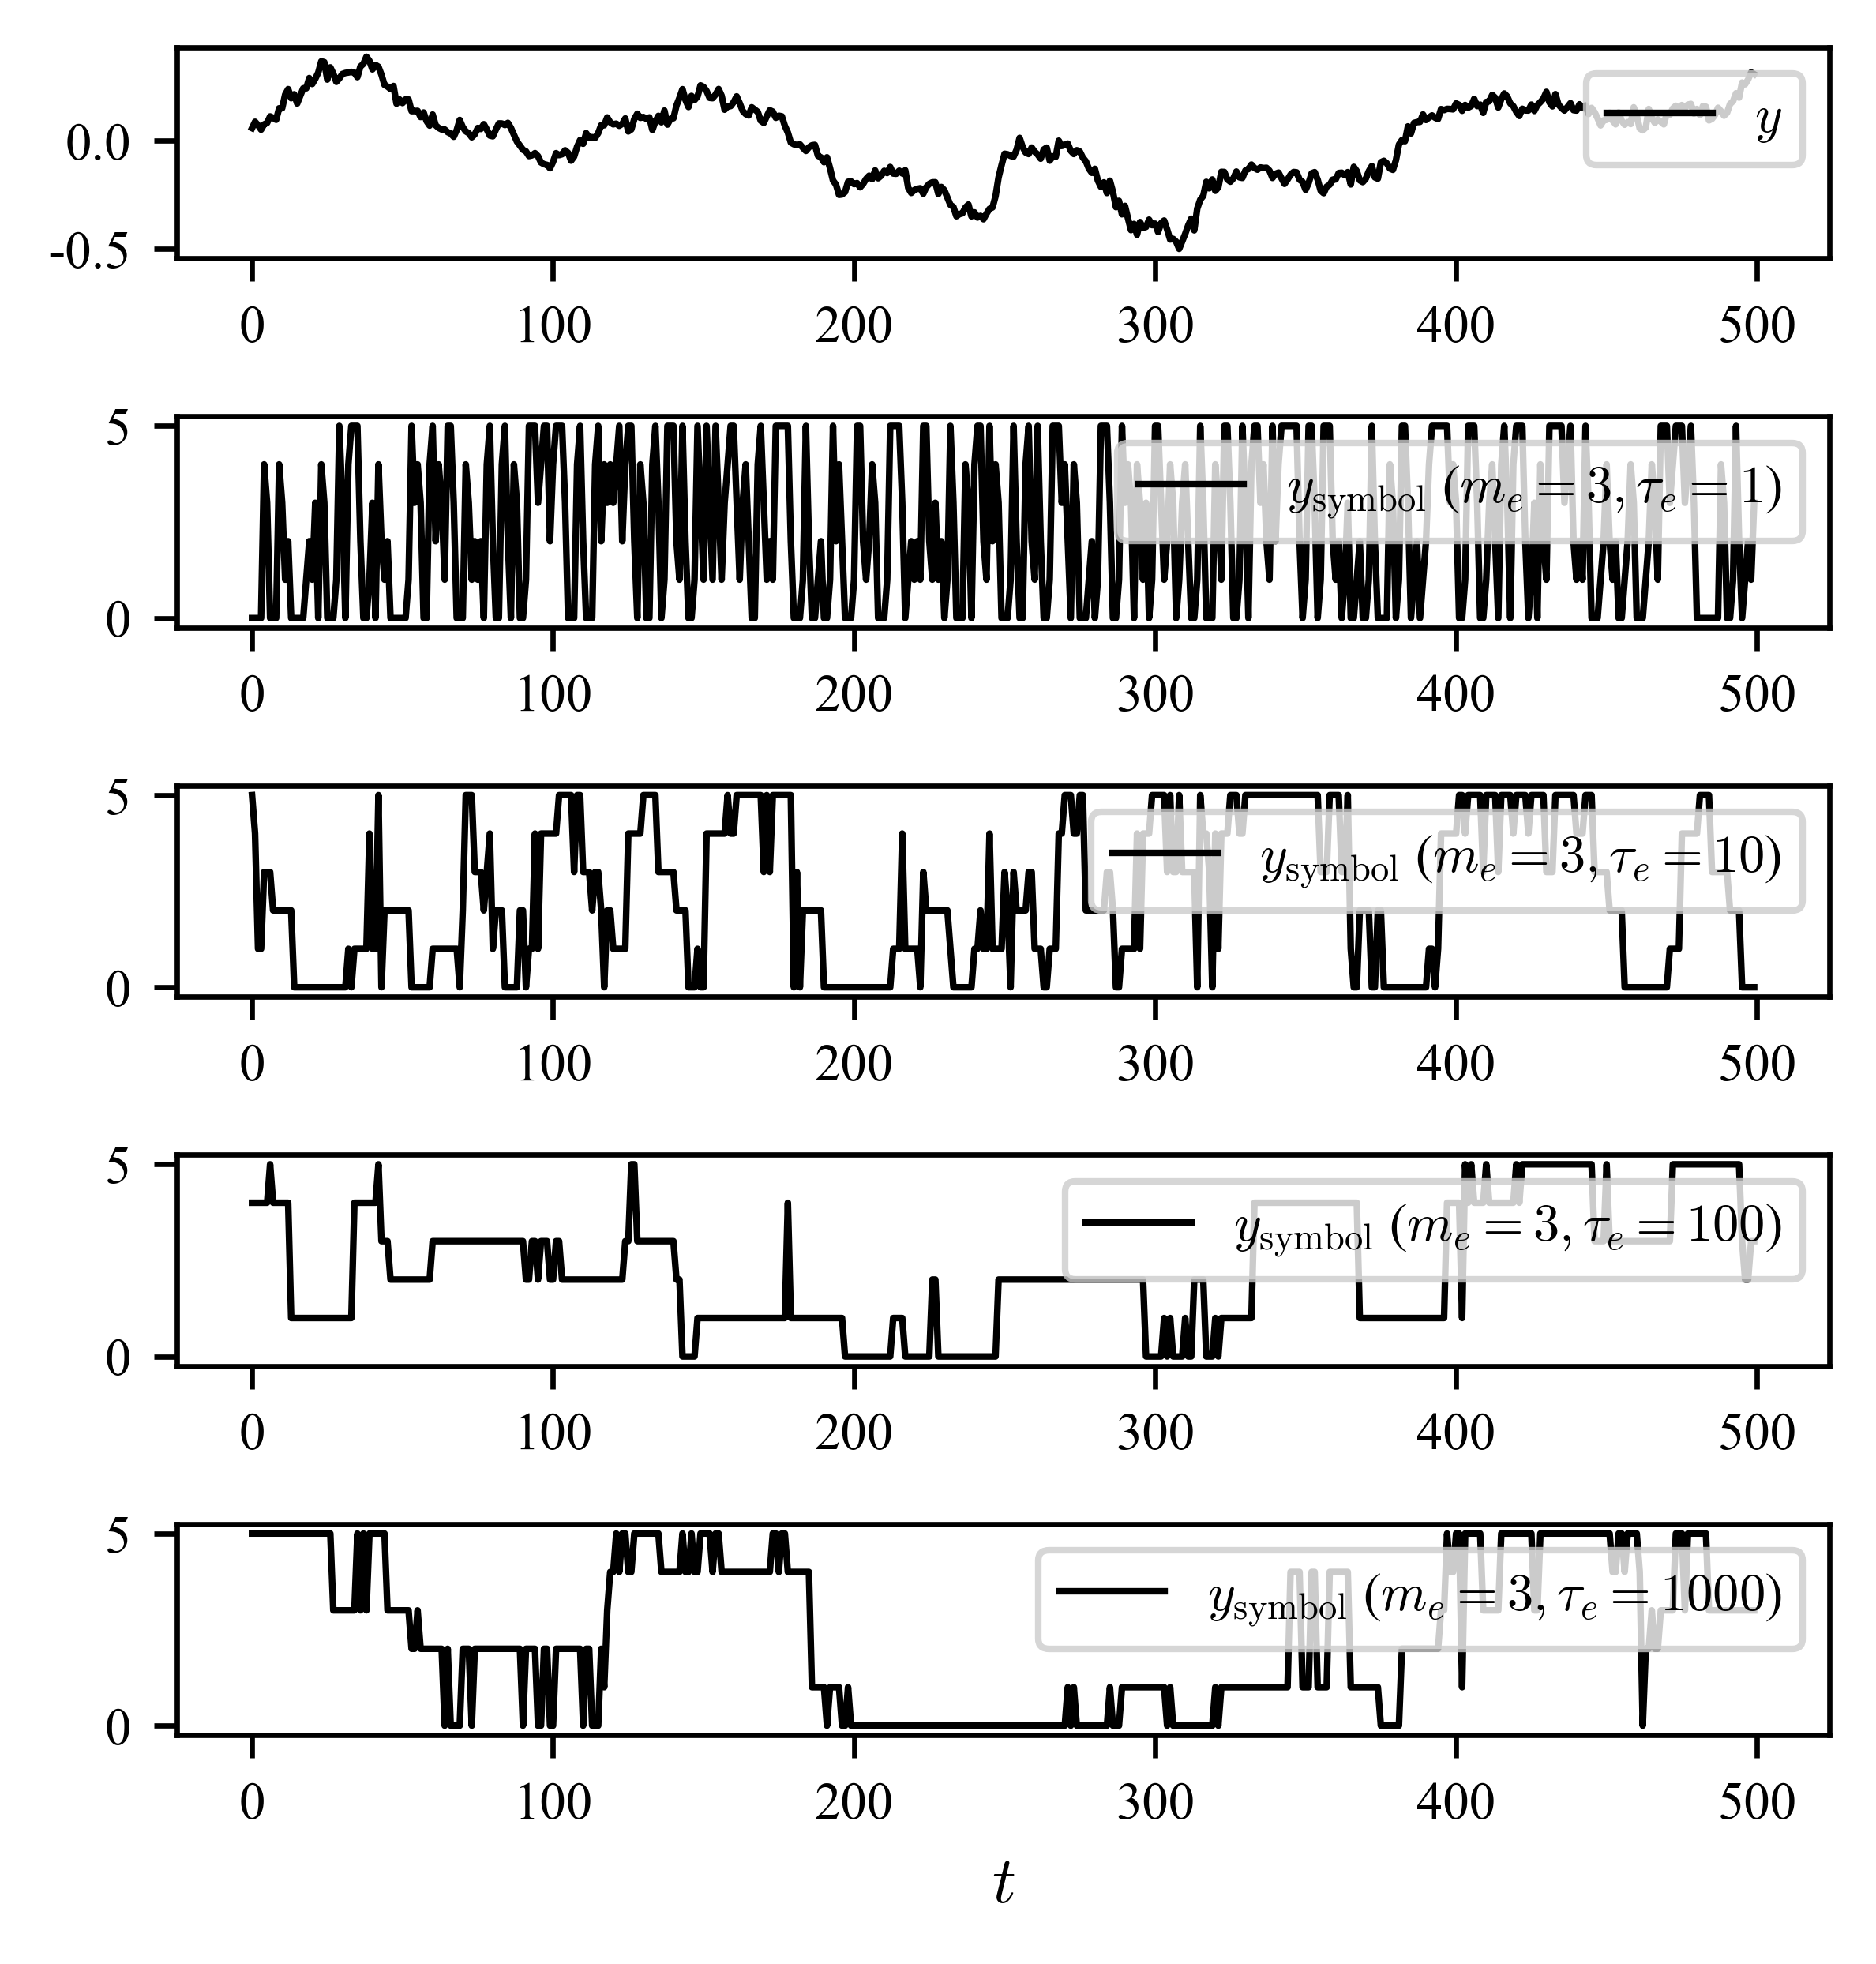 0.0
-0.5
y
0 100 200 300 400 500
5
0
y_symbol (m_e = 3, τ_e = 1)
0 100 200 300 400 500
5
0
y_symbol (m_e = 3, τ_e = 10)
0 100 200 300 400 500
5
0
y_symbol (m_e = 3, τ_e = 100)
0 100 200 300 400 500
5
0
y_symbol (m_e = 3, τ_e = 1000)
0 100 200 300 400 500
t